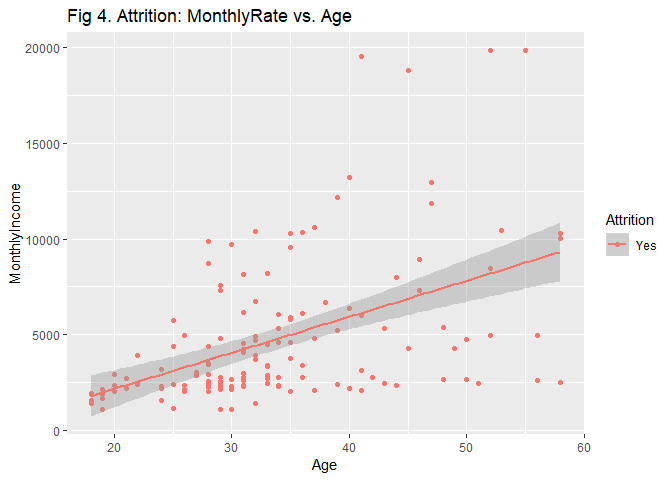 Fig 4. Attrition: MonthlyRate vs. Age
20000
15000
10000
5000
0
MonthlyIncome
20 30 40 50 60
Age
Attrition
Yes